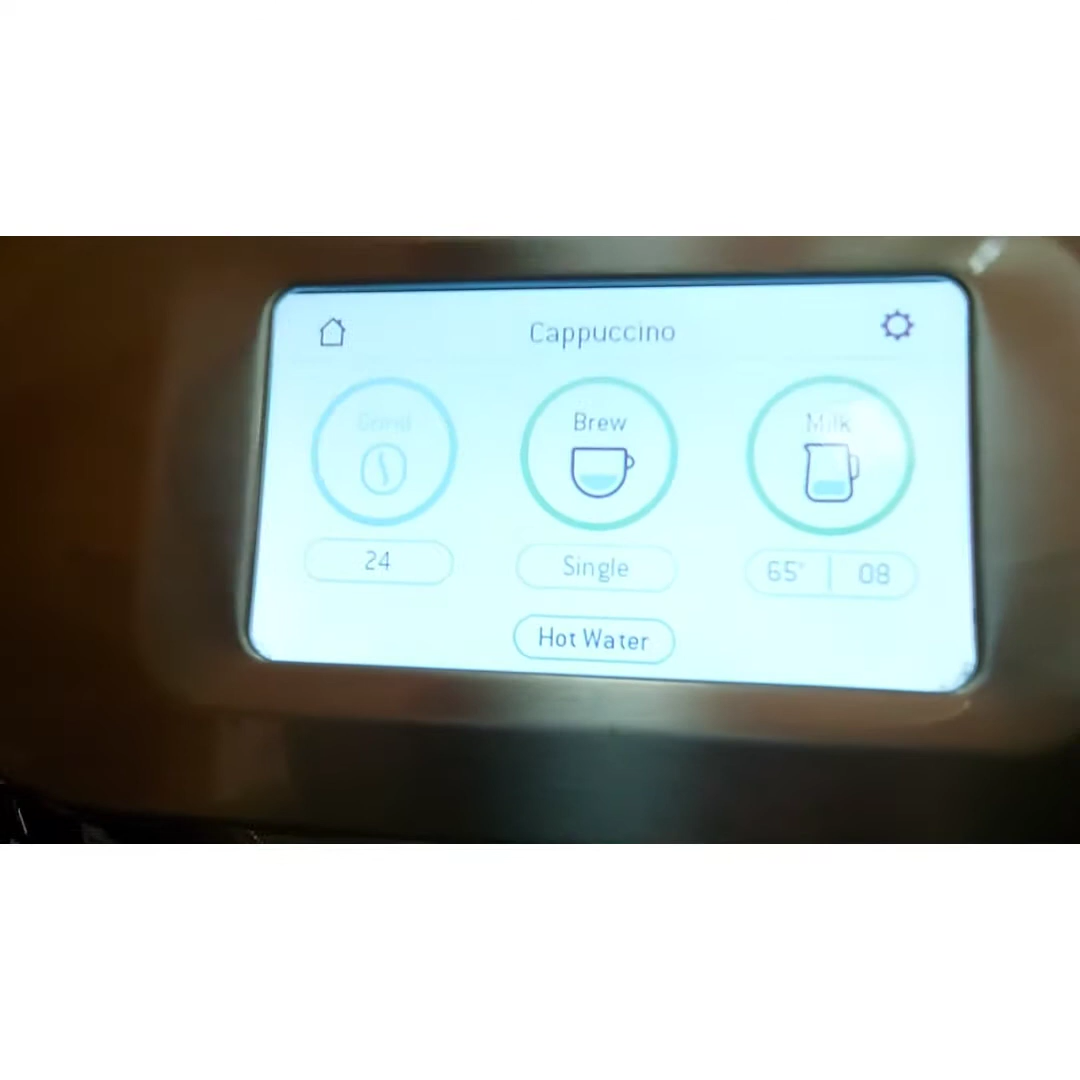 Cappuccino
Grind
Brew
Milk
24
Single
65° | 08
Hot Water